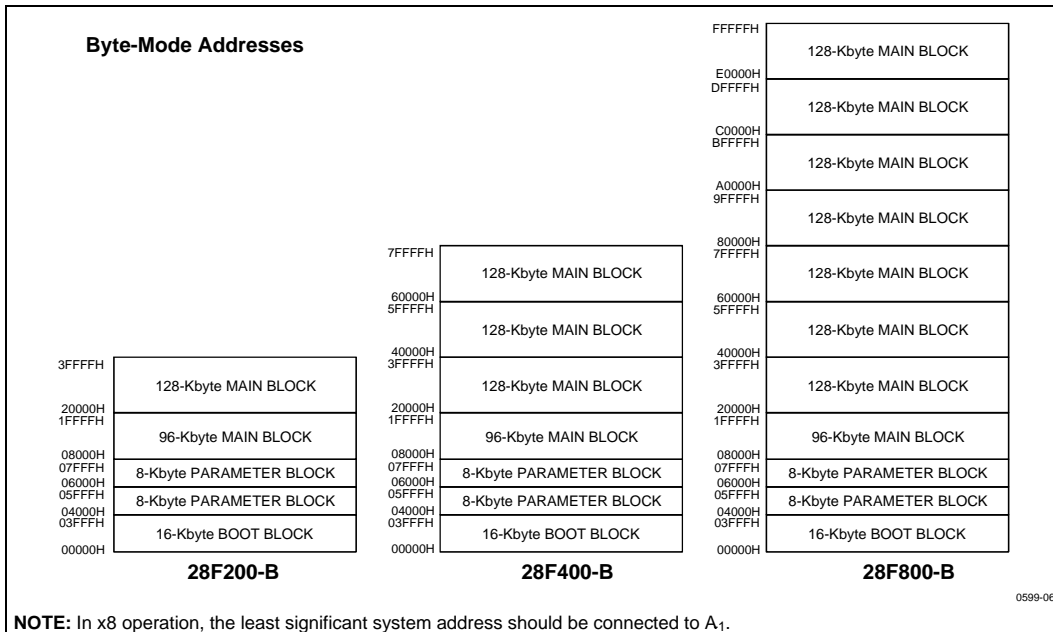 Byte-Mode Addresses
3FFFFH
128-Kbyte MAIN BLOCK
20000H
1FFFFH
96-Kbyte MAIN BLOCK
08000H
07FFFH
8-Kbyte PARAMETER BLOCK
06000H
05FFFH
8-Kbyte PARAMETER BLOCK
04000H
03FFFH
16-Kbyte BOOT BLOCK
00000H
28F200-B
7FFFFH
128-Kbyte MAIN BLOCK
60000H
5FFFFH
128-Kbyte MAIN BLOCK
40000H
3FFFFH
128-Kbyte MAIN BLOCK
20000H
1FFFFH
96-Kbyte MAIN BLOCK
08000H
07FFFH
8-Kbyte PARAMETER BLOCK
06000H
05FFFH
8-Kbyte PARAMETER BLOCK
04000H
03FFFH
16-Kbyte BOOT BLOCK
00000H
28F400-B
FFFFFH
128-Kbyte MAIN BLOCK
E0000H
DFFFFH
128-Kbyte MAIN BLOCK
C0000H
BFFFFH
128-Kbyte MAIN BLOCK
A0000H
9FFFFH
128-Kbyte MAIN BLOCK
80000H
7FFFFH
128-Kbyte MAIN BLOCK
60000H
5FFFFH
128-Kbyte MAIN BLOCK
40000H
3FFFFH
128-Kbyte MAIN BLOCK
20000H
1FFFFH
96-Kbyte MAIN BLOCK
08000H
07FFFH
8-Kbyte PARAMETER BLOCK
06000H
05FFFH
8-Kbyte PARAMETER BLOCK
04000H
03FFFH
16-Kbyte BOOT BLOCK
00000H
28F800-B
0599-06
NOTE: In x8 operation, the least significant system address should be connected to A₁.